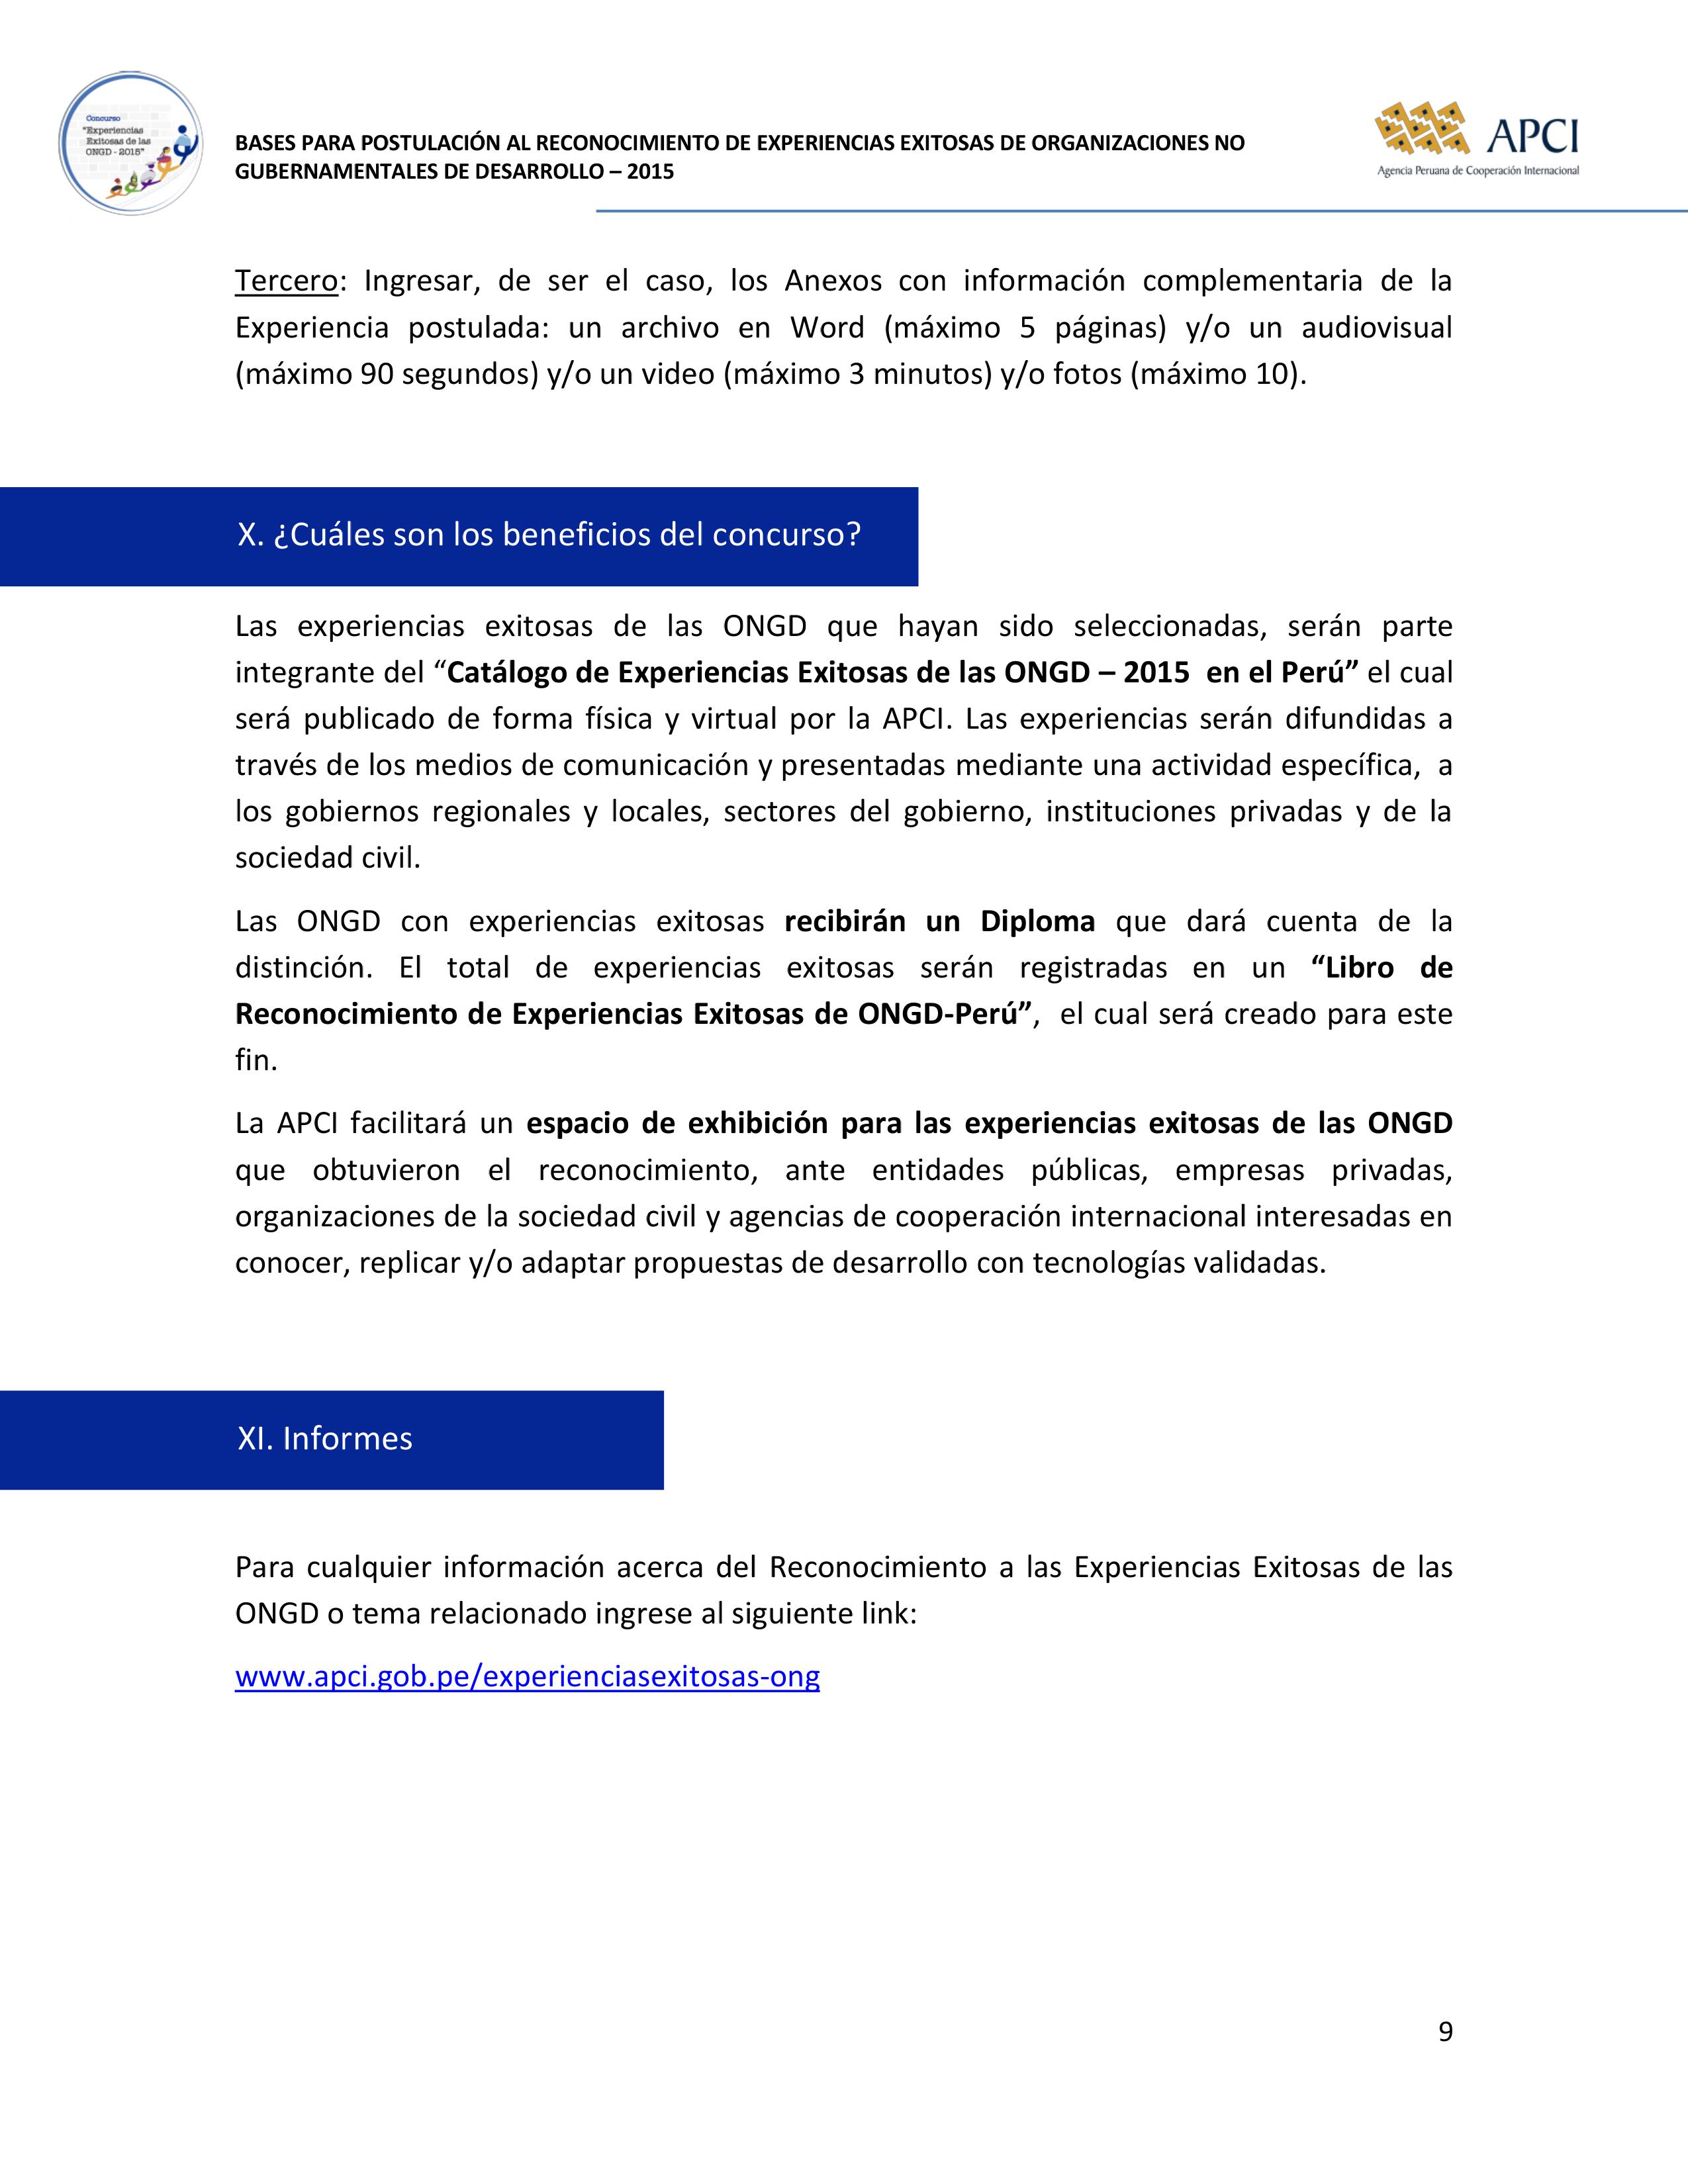 Concurso
"Experiencias
Exitosas de las
ONGD - 2015"
BASES PARA POSTULACIÓN AL RECONOCIMIENTO DE EXPERIENCIAS EXITOSAS DE ORGANIZACIONES NO
GUBERNAMENTALES DE DESARROLLO – 2015
APCI
Agencia Peruana de Cooperación Internacional
Tercero: Ingresar, de ser el caso, los Anexos con información complementaria de la
Experiencia postulada: un archivo en Word (máximo 5 páginas) y/o un audiovisual
(máximo 90 segundos) y/o un video (máximo 3 minutos) y/o fotos (máximo 10).
X. ¿Cuáles son los beneficios del concurso?
Las experiencias exitosas de las ONGD que hayan sido seleccionadas, serán parte
integrante del “Catálogo de Experiencias Exitosas de las ONGD – 2015 en el Perú” el cual
será publicado de forma física y virtual por la APCI. Las experiencias serán difundidas a
través de los medios de comunicación y presentadas mediante una actividad específica, a
los gobiernos regionales y locales, sectores del gobierno, instituciones privadas y de la
sociedad civil.
Las ONGD con experiencias exitosas recibirán un Diploma que dará cuenta de la
distinción. El total de experiencias exitosas serán registradas en un “Libro de
Reconocimiento de Experiencias Exitosas de ONGD-Perú”, el cual será creado para este
fin.
La APCI facilitará un espacio de exhibición para las experiencias exitosas de las ONGD
que obtuvieron el reconocimiento, ante entidades públicas, empresas privadas,
organizaciones de la sociedad civil y agencias de cooperación internacional interesadas en
conocer, replicar y/o adaptar propuestas de desarrollo con tecnologías validadas.
XI. Informes
Para cualquier información acerca del Reconocimiento a las Experiencias Exitosas de las
ONGD o tema relacionado ingrese al siguiente link:
www.apci.gob.pe/experienciasexitosas-ong
9